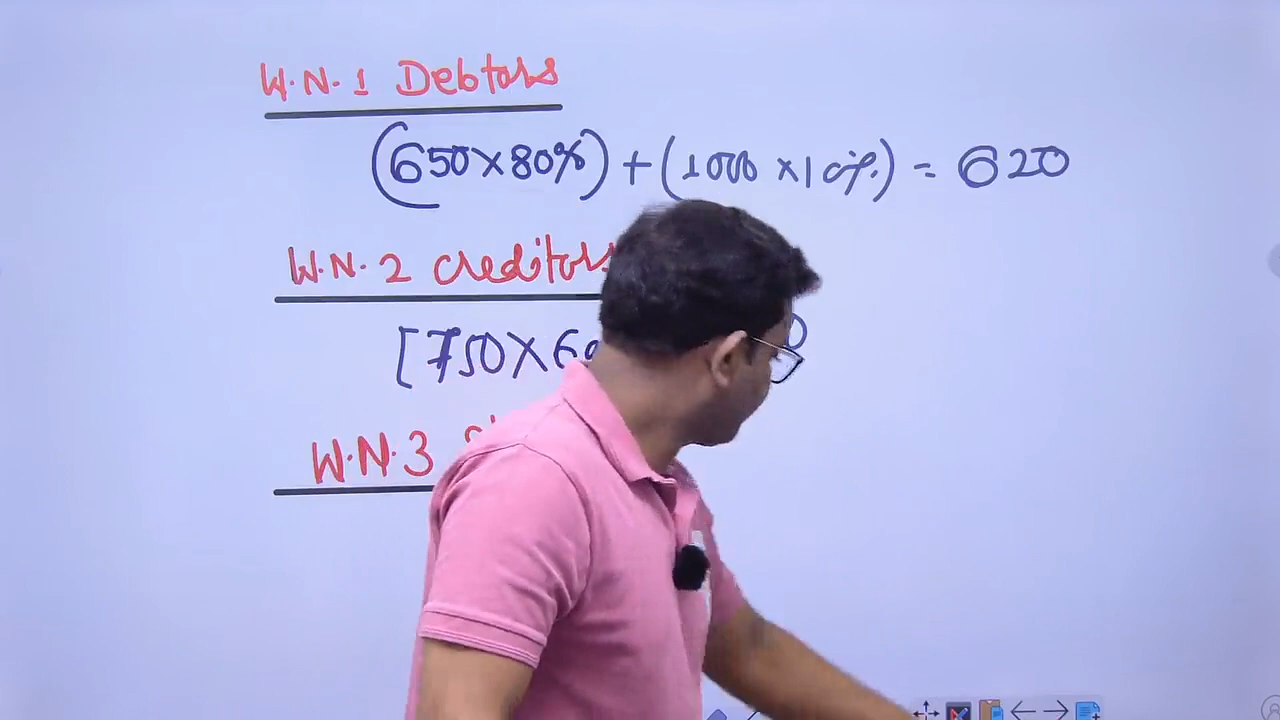 W.N.1 Debtors
(650×80%) + (1000 ×10%) = 620
W.N.2 Creditors
[750×6
W.N.3